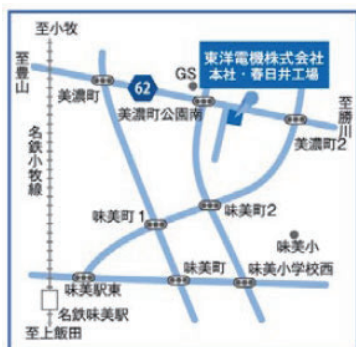 至小牧
至豊山
GS
東洋電機株式会社
本社・春日井工場
62
美濃町
美濃町公園南
美濃町2
至勝川
名鉄小牧線
味美町1
味美町2
味美小
味美駅東
味美町
味美小学校西
名鉄味美駅
至上飯田